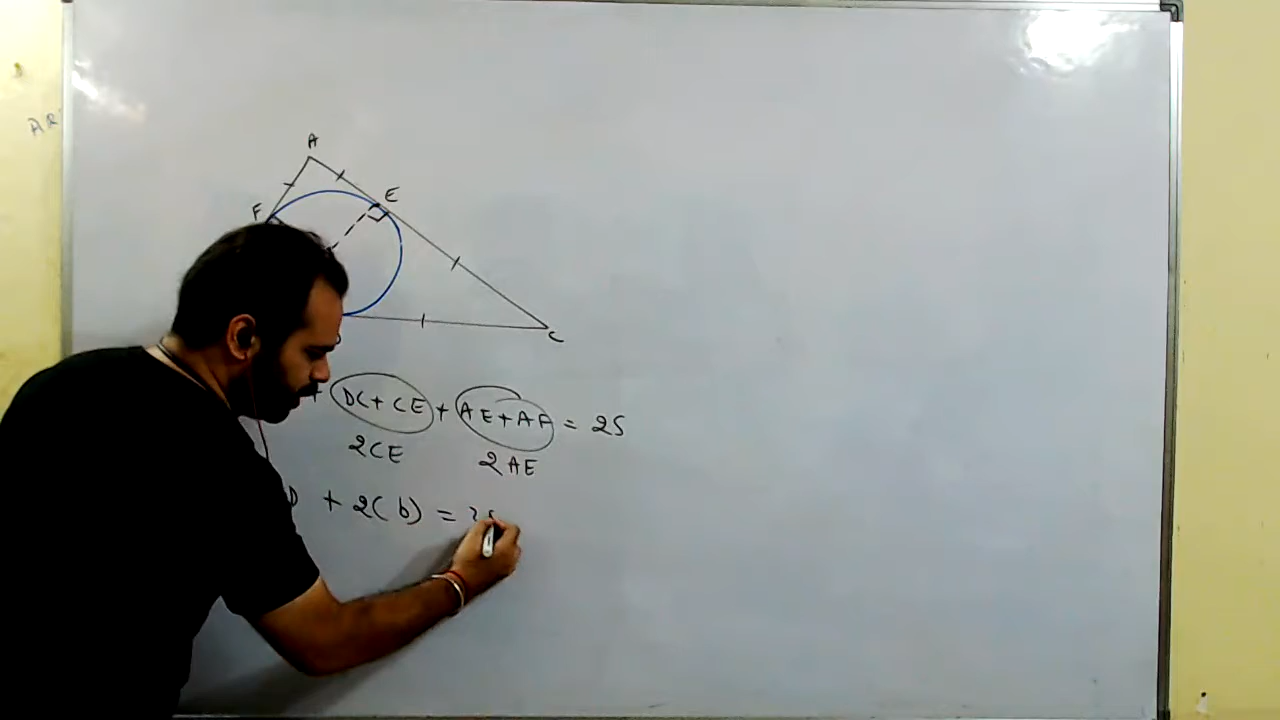 A
E
F
C
+ DC + CE + AE + AF = 2S
2CE 2AE
D + 2(b) = 2S